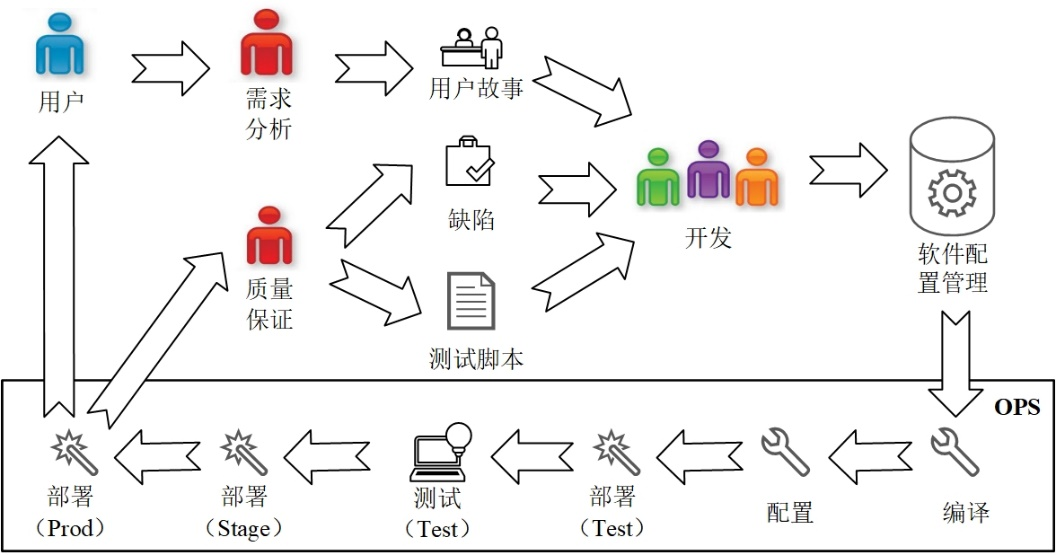 用户
需求
分析
用户故事
缺陷
开发
软件配
置管理
质量
保证
测试脚本
OPS
部署
（Prod）
部署
（Stage）
测试
（Test）
部署
（Test）
配置
编译